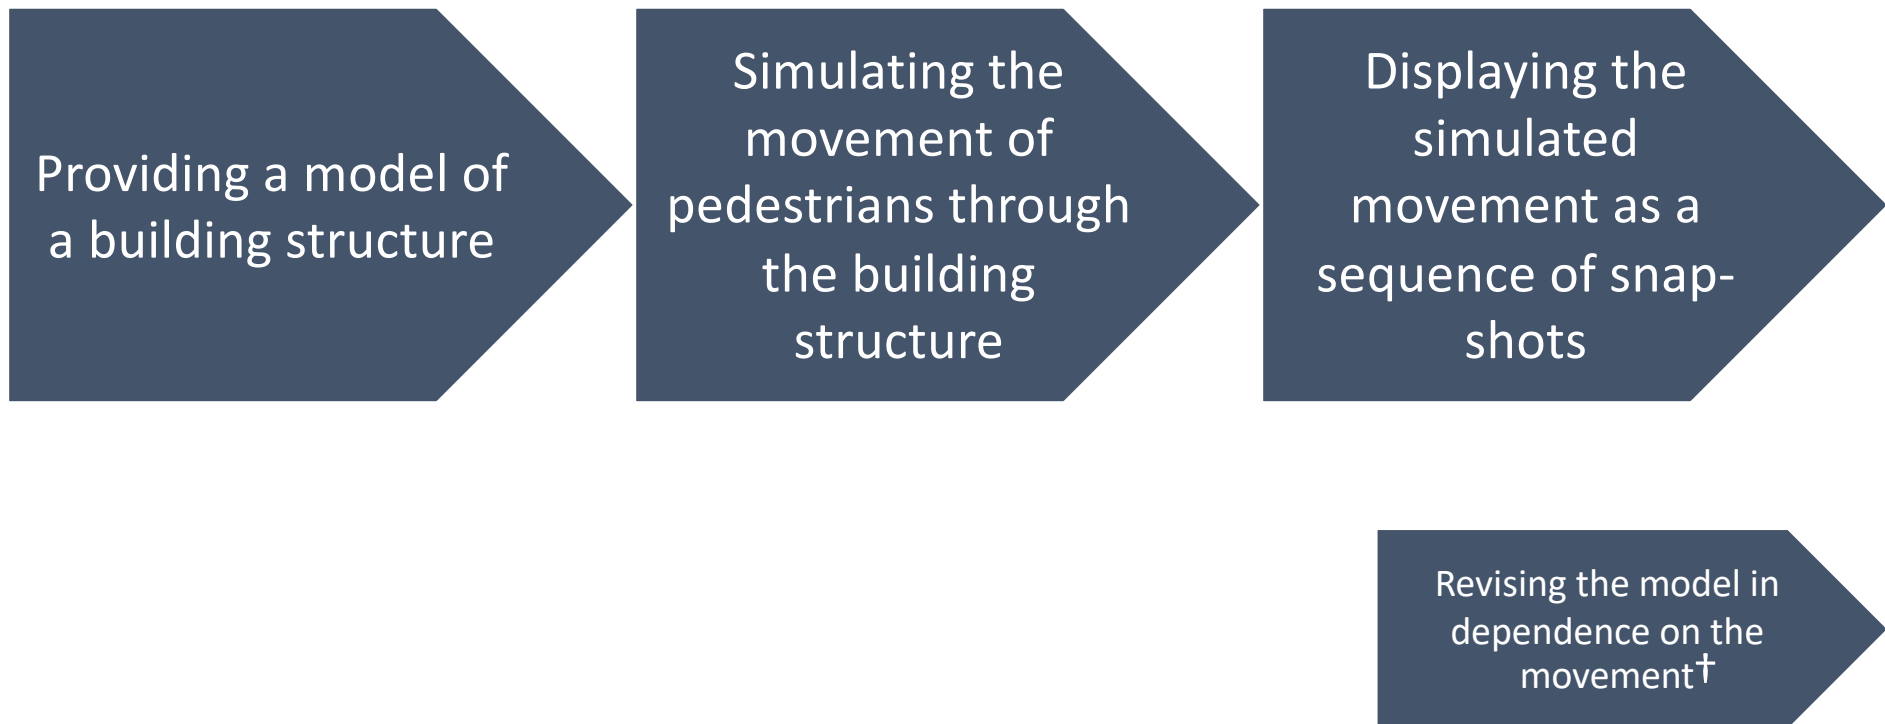 Providing a model of
a building structure
Simulating the
movement of
pedestrians through
the building
structure
Displaying the
simulated
movement as a
sequence of snap-
shots
Revising the model in
dependence on the
movement†